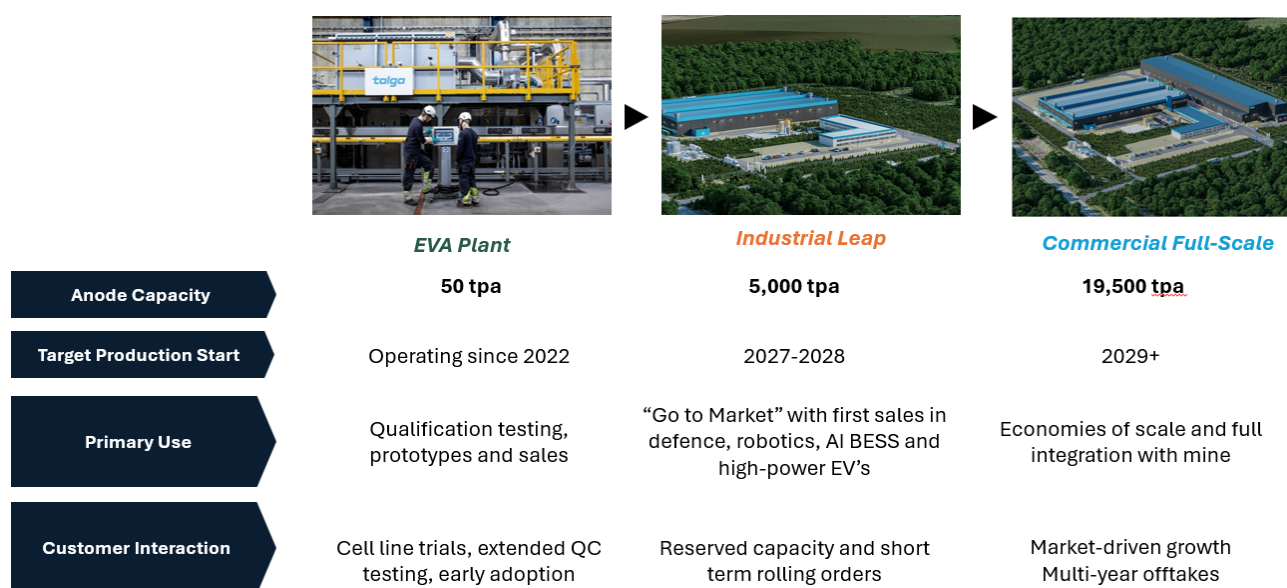 talga
EVA Plant
Industrial Leap
Commercial Full-Scale
Anode Capacity
50 tpa
5,000 tpa
19,500 tpa
Target Production Start
Operating since 2022
2027-2028
2029+
Primary Use
Qualification testing,
prototypes and sales
“Go to Market” with first sales in
defence, robotics, AI BESS and
high-power EV’s
Economies of scale and full
integration with mine
Customer Interaction
Cell line trials, extended QC
testing, early adoption
Reserved capacity and short
term rolling orders
Market-driven growth
Multi-year offtakes